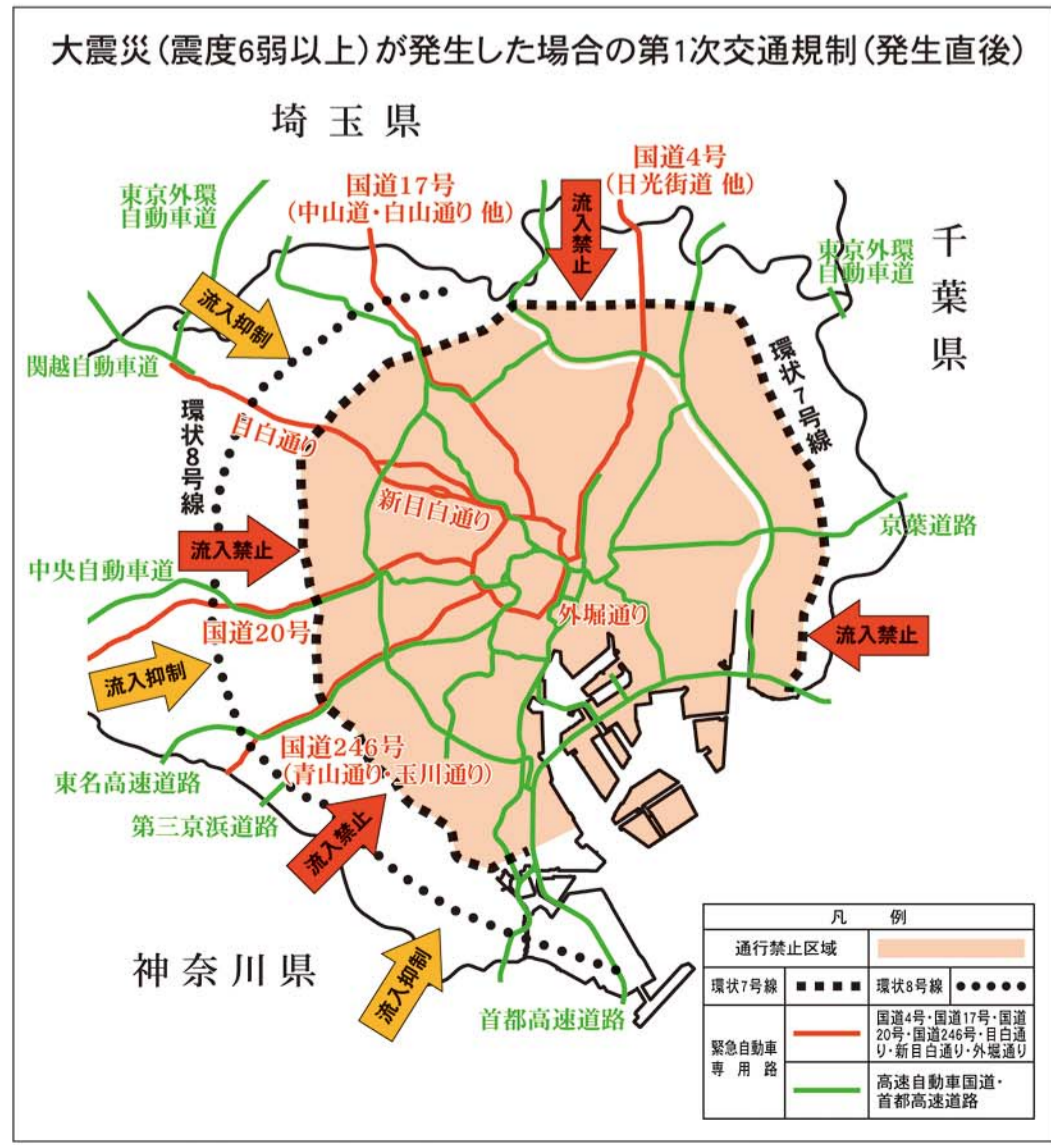 大震災(震度6弱以上)が発生した場合の第1次交通規制(発生直後)
埼玉県
国道4号
(日光街道 他)
国道17号
(中山道・白山通り 他)
東京外環
自動車道
流入禁止
千葉県
東京外環
自動車道
流入抑制
関越自動車道
環状7号線
環状8号線
目白通り
新目白通り
京葉道路
流入禁止
中央自動車道
国道20号
外堀通り
流入禁止
流入抑制
国道246号
(青山通り・玉川通り)
東名高速道路
第三京浜道路
流入禁止
神奈川県
流入抑制
首都高速道路
凡 例
通行禁止区域
環状7号線
環状8号線
緊急自動車
専用路
国道4号・国道17号・国道
20号・国道246号・目白通
り・新目白通り・外堀通り
高速自動車国道・
首都高速道路